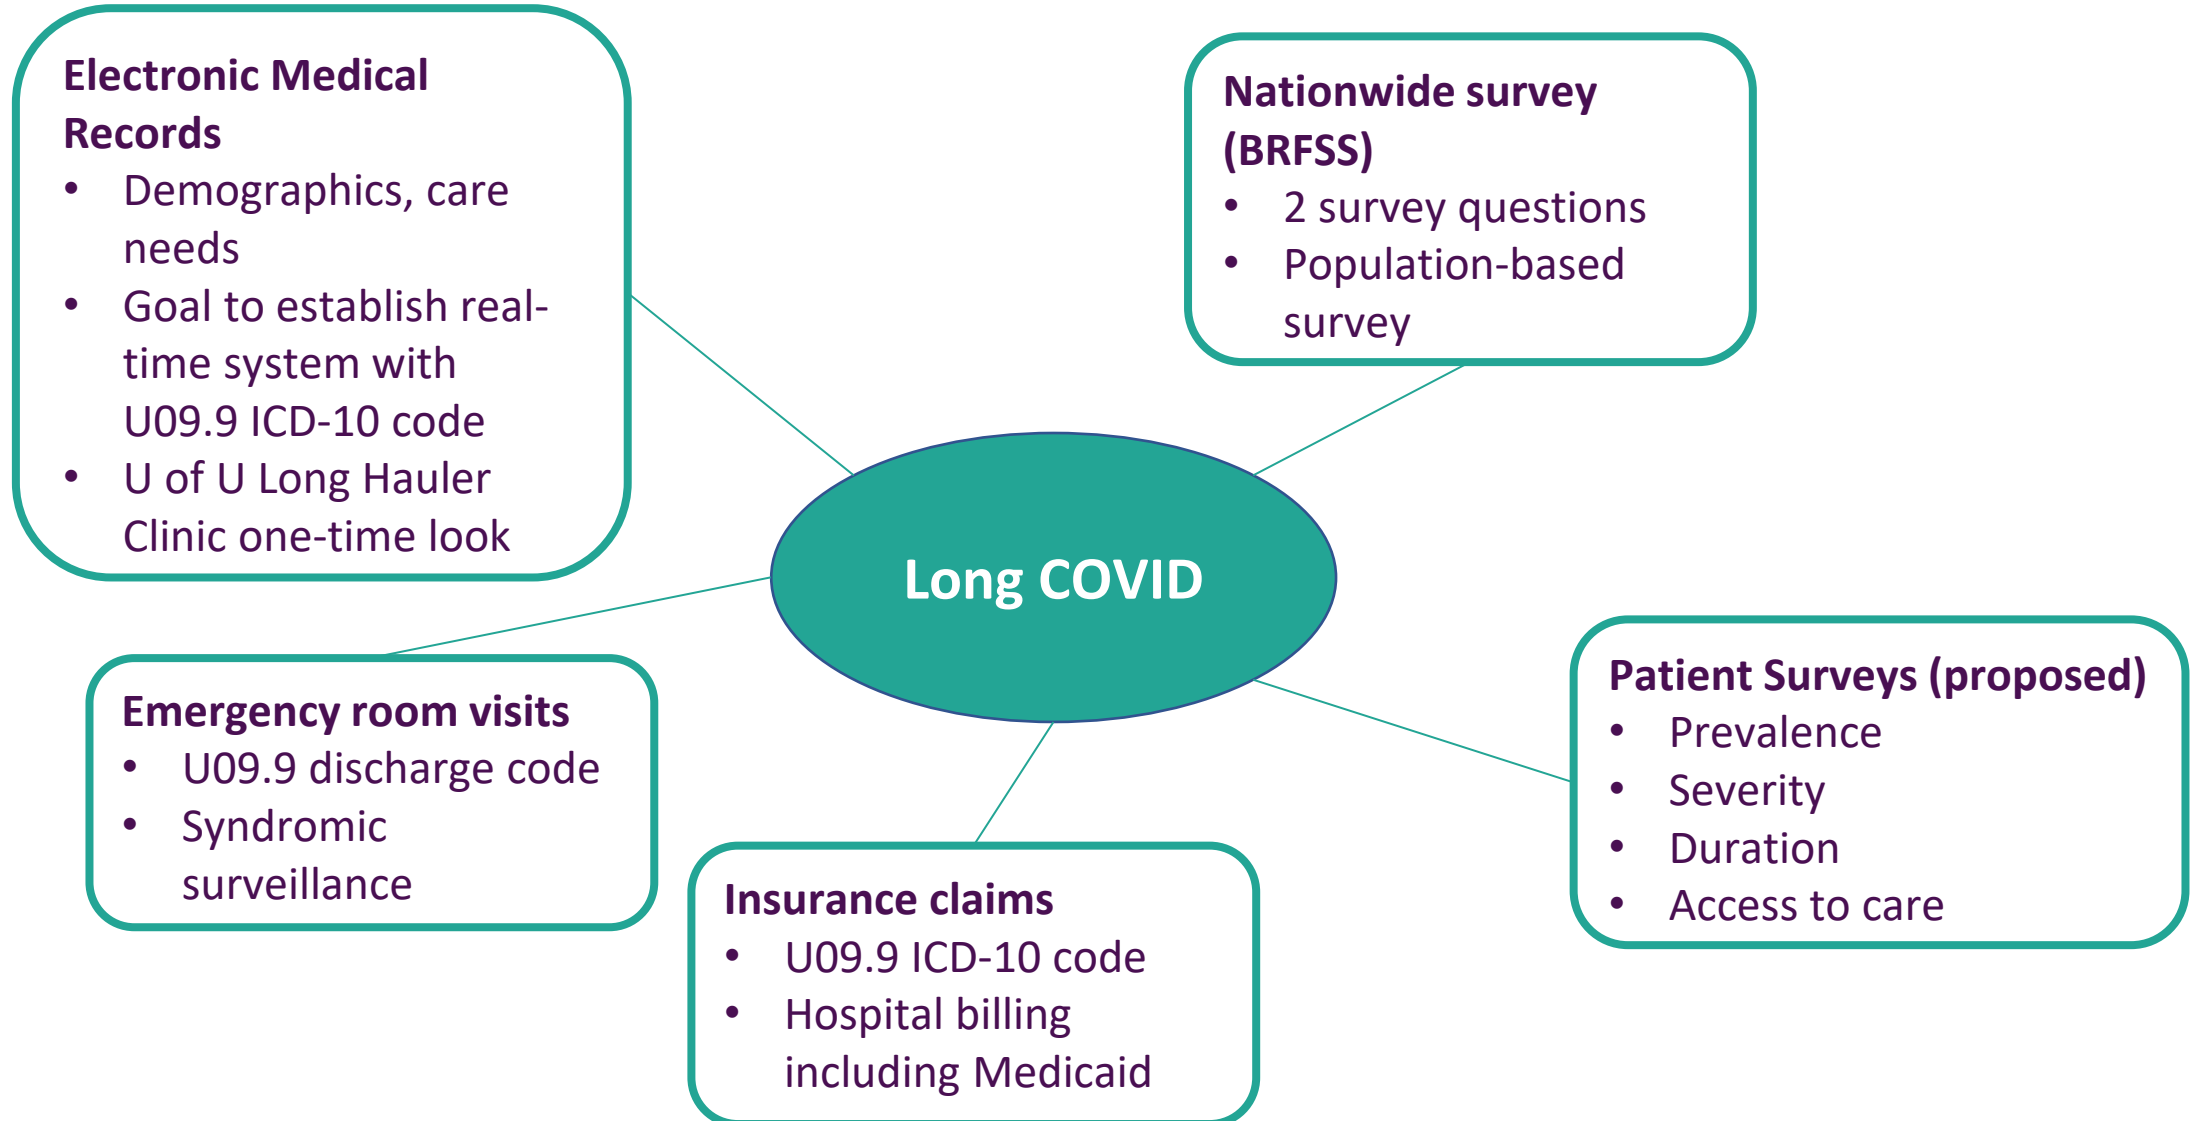 Electronic Medical
Records
• Demographics, care
needs
• Goal to establish real-
time system with
U09.9 ICD-10 code
• U of U Long Hauler
Clinic one-time look
Nationwide survey
(BRFSS)
• 2 survey questions
• Population-based
survey
Long COVID
Emergency room visits
• U09.9 discharge code
• Syndromic
surveillance
Insurance claims
• U09.9 ICD-10 code
• Hospital billing
including Medicaid
Patient Surveys (proposed)
• Prevalence
• Severity
• Duration
• Access to care